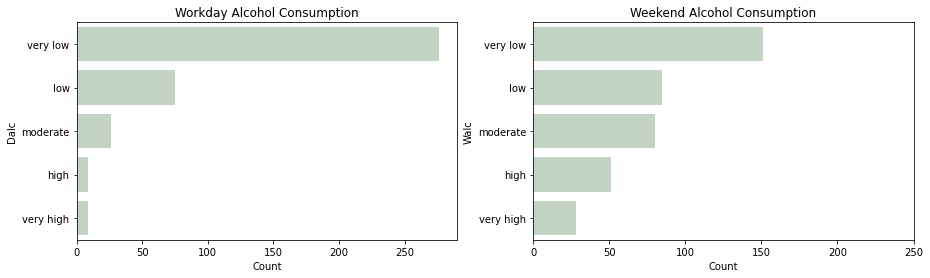 Workday Alcohol Consumption
Dalc
very low
low
moderate
high
very high
0 50 100 150 200 250
Count
Weekend Alcohol Consumption
Walc
very low
low
moderate
high
very high
0 50 100 150 200 250
Count